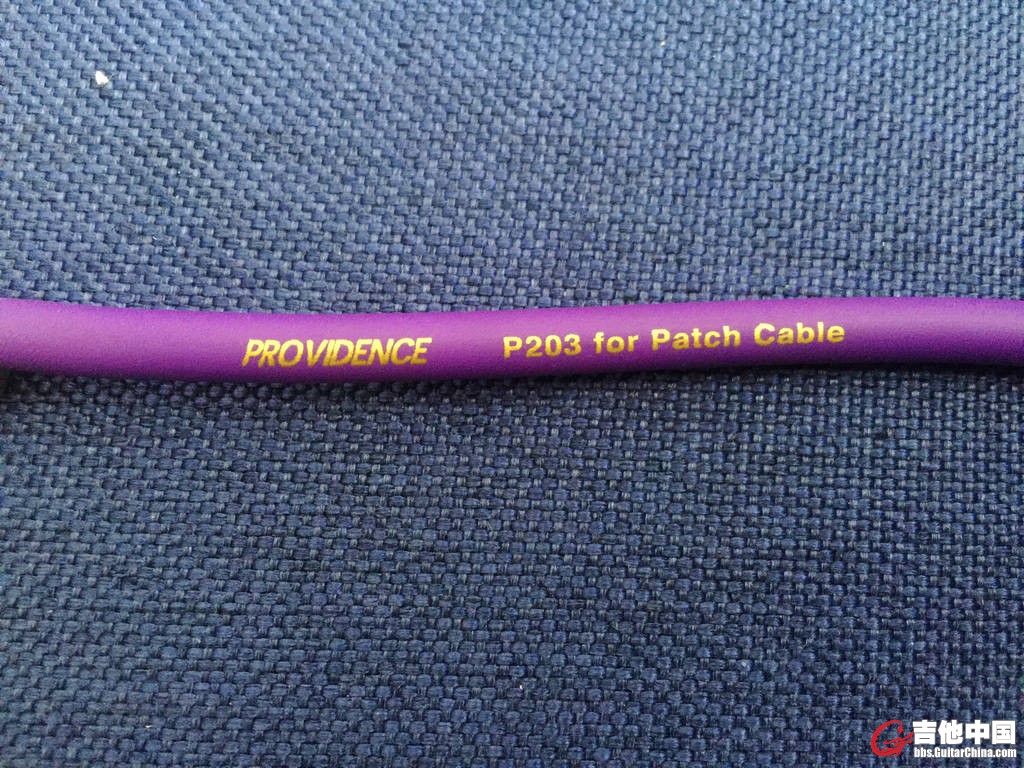 PROVIDENCE P203 for Patch Cable
吉他中国
bbs.GuitarChina.com